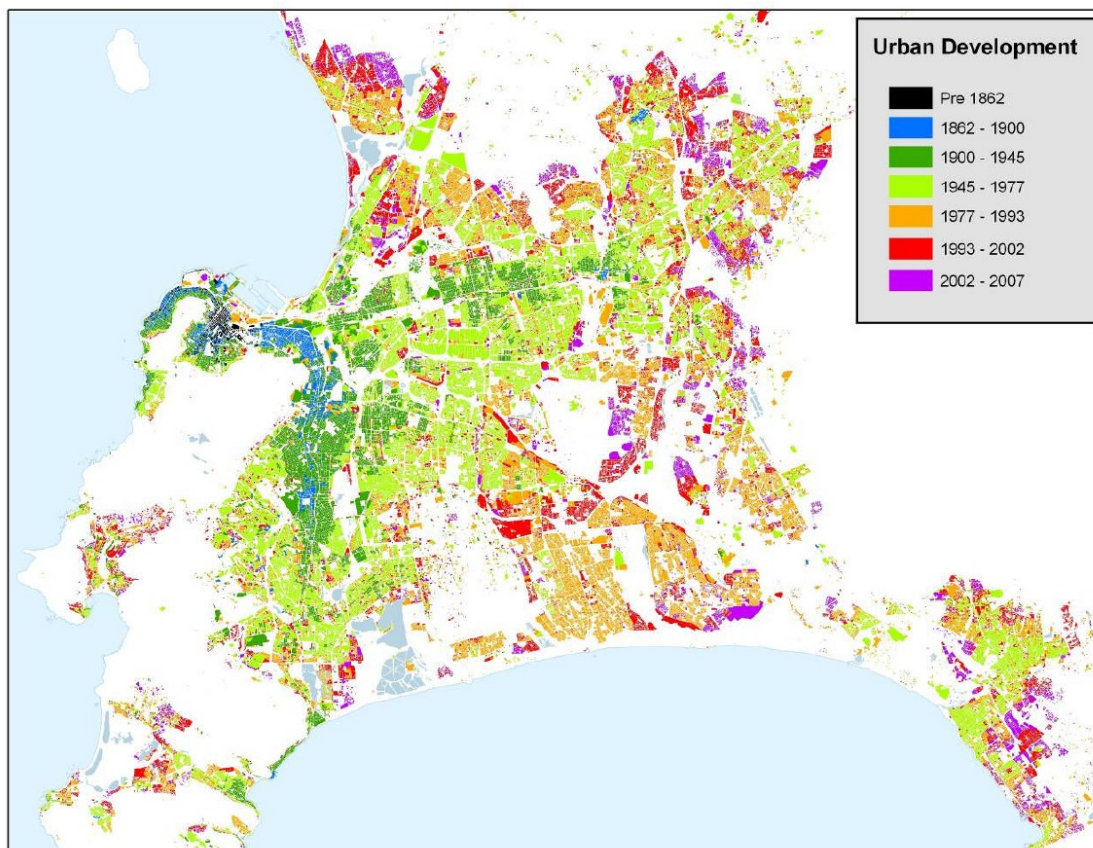 Urban Development
Pre 1862
1862 - 1900
1900 - 1945
1945 - 1977
1977 - 1993
1993 - 2002
2002 - 2007